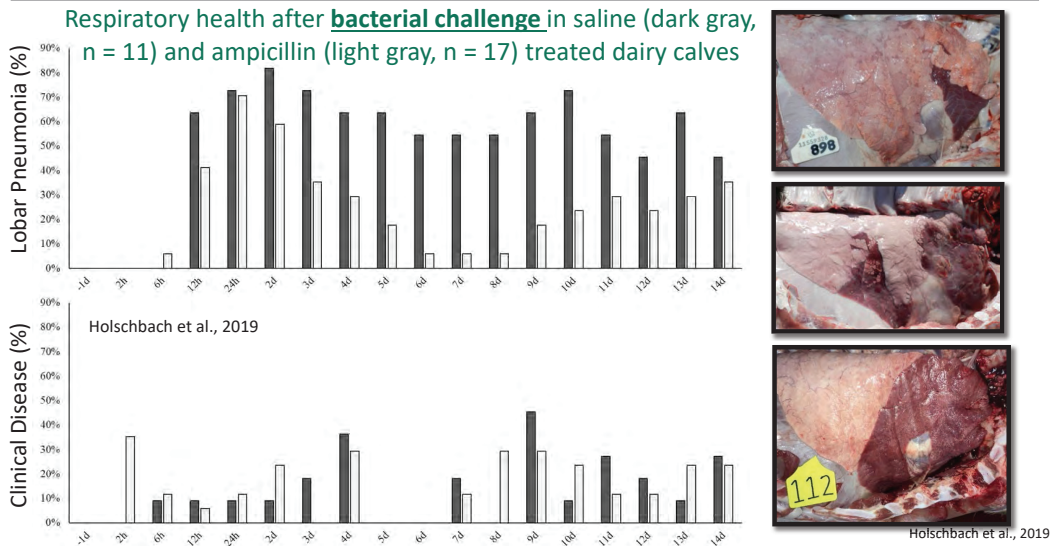 Respiratory health after bacterial challenge in saline (dark gray,
n = 11) and ampicillin (light gray, n = 17) treated dairy calves
Lobar Pneumonia (%)
90%
80%
70%
60%
50%
40%
30%
20%
10%
0%
-1d 2h 6h 12h 24h 2d 3d 4d 5d 6d 7d 8d 9d 10d 11d 12d 13d 14d
Clinical Disease (%)
90%
80%
70%
60%
50%
40%
30%
20%
10%
0%
Holschbach et al., 2019
-1d 2h 6h 12h 24h 2d 3d 4d 5d 6d 7d 8d 9d 10d 11d 12d 13d 14d
898
112
Holschbach et al., 2019